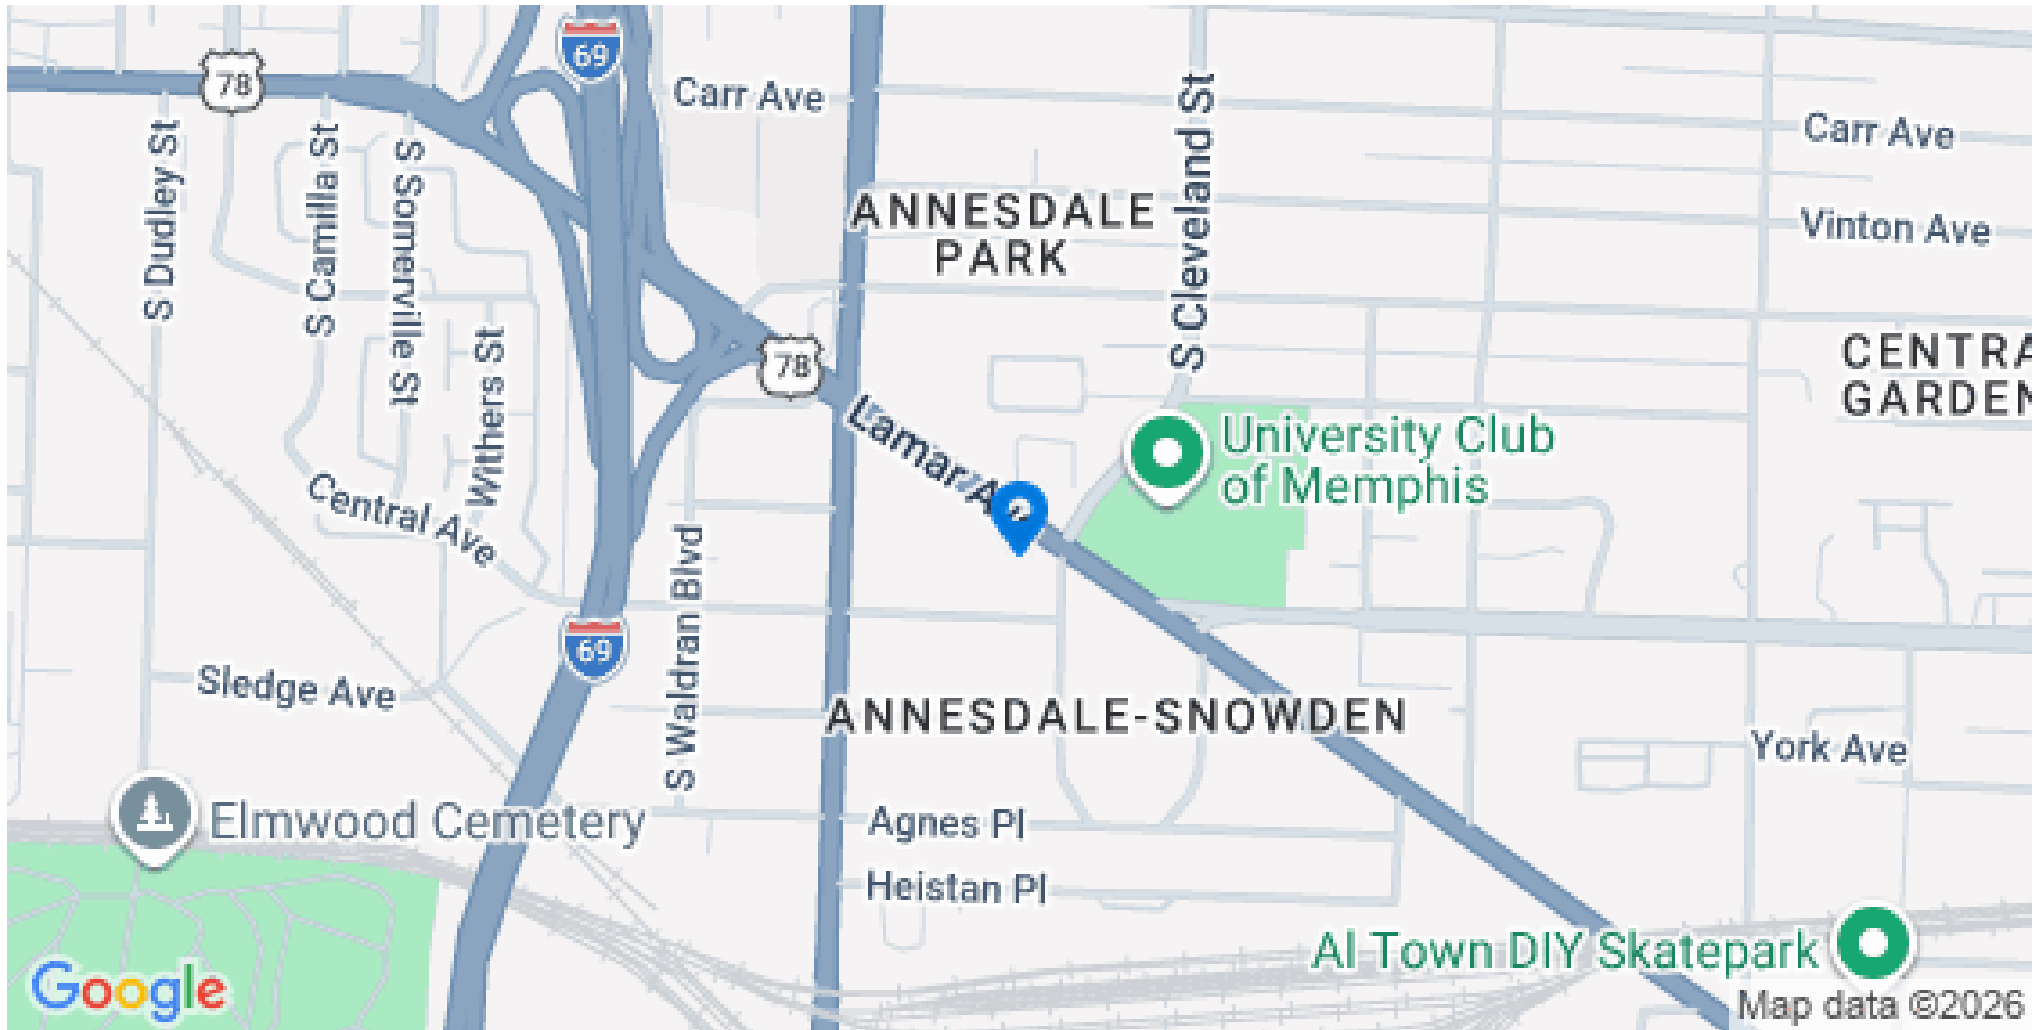 69
78
Carr Ave
S Cleveland St
Carr Ave
S Dudley St
S Camilla St
S Somerville St
ANNESDALE
PARK
Vinton Ave
Withers St
78
CENTRA
GARDEN
Lamar
University Club
of Memphis
Central Ave
S Waldran Blvd
69
Sledge Ave
ANNESDALE-SNOWDEN
York Ave
Elmwood Cemetery
Agnes Pl
Heistan Pl
Al Town DIY Skatepark
Google
Map data ©2026